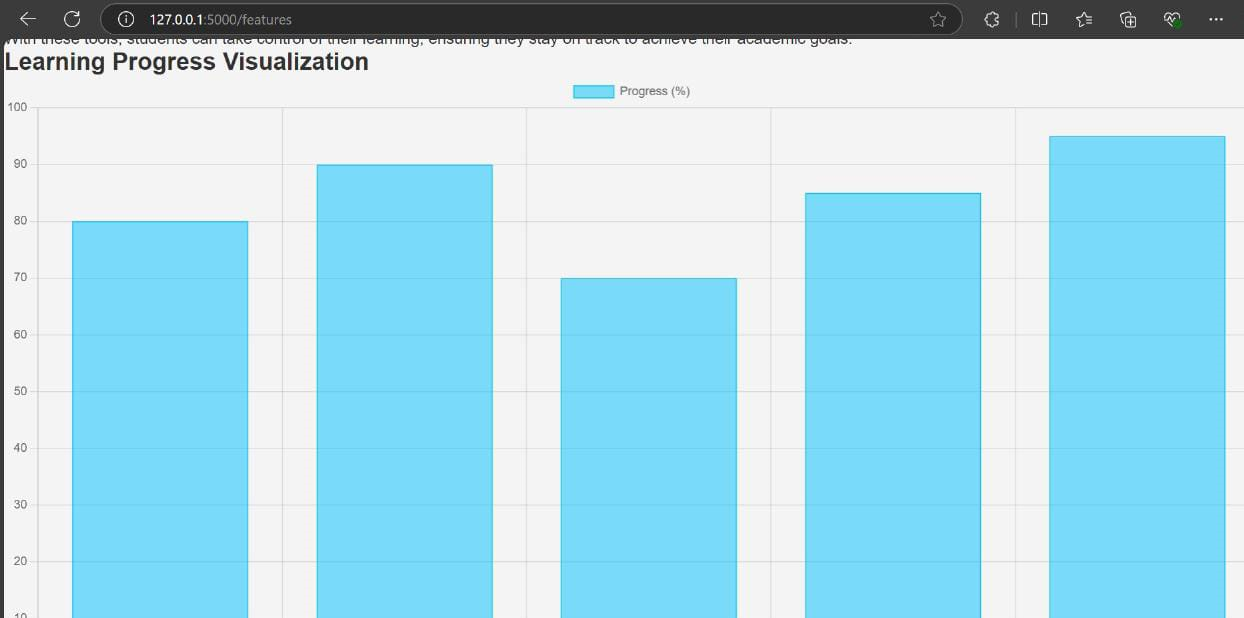 127.0.0.1:5000/features
With these tools, students can take control of their learning, ensuring they stay on track to achieve their academic goals.
Learning Progress Visualization
Progress (%)
100
90
80
70
60
50
40
30
20
10